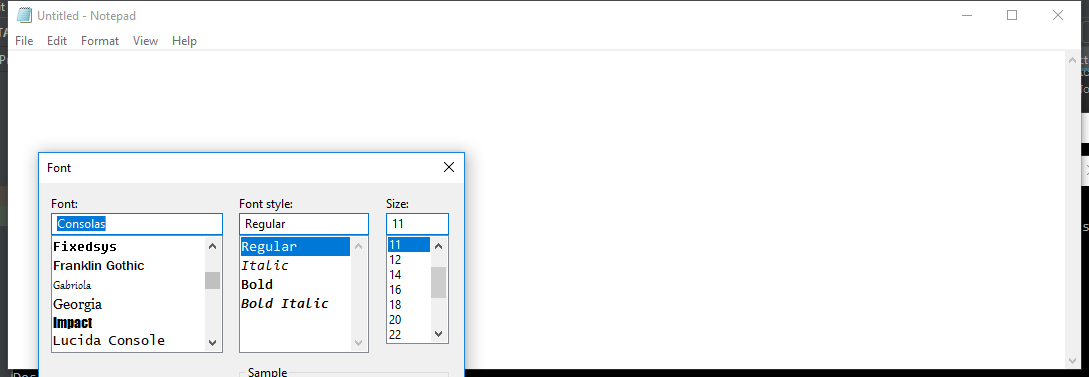 Untitled - Notepad
File Edit Format View Help
Font
Font: Font style: Size:
Consolas Regular 11
Fixedsys Regular 11
Franklin Gothic Italic 12
Gabriola Bold 14
Georgia Bold Italic 16
Impact 18
Lucida Console 20
22
Sample